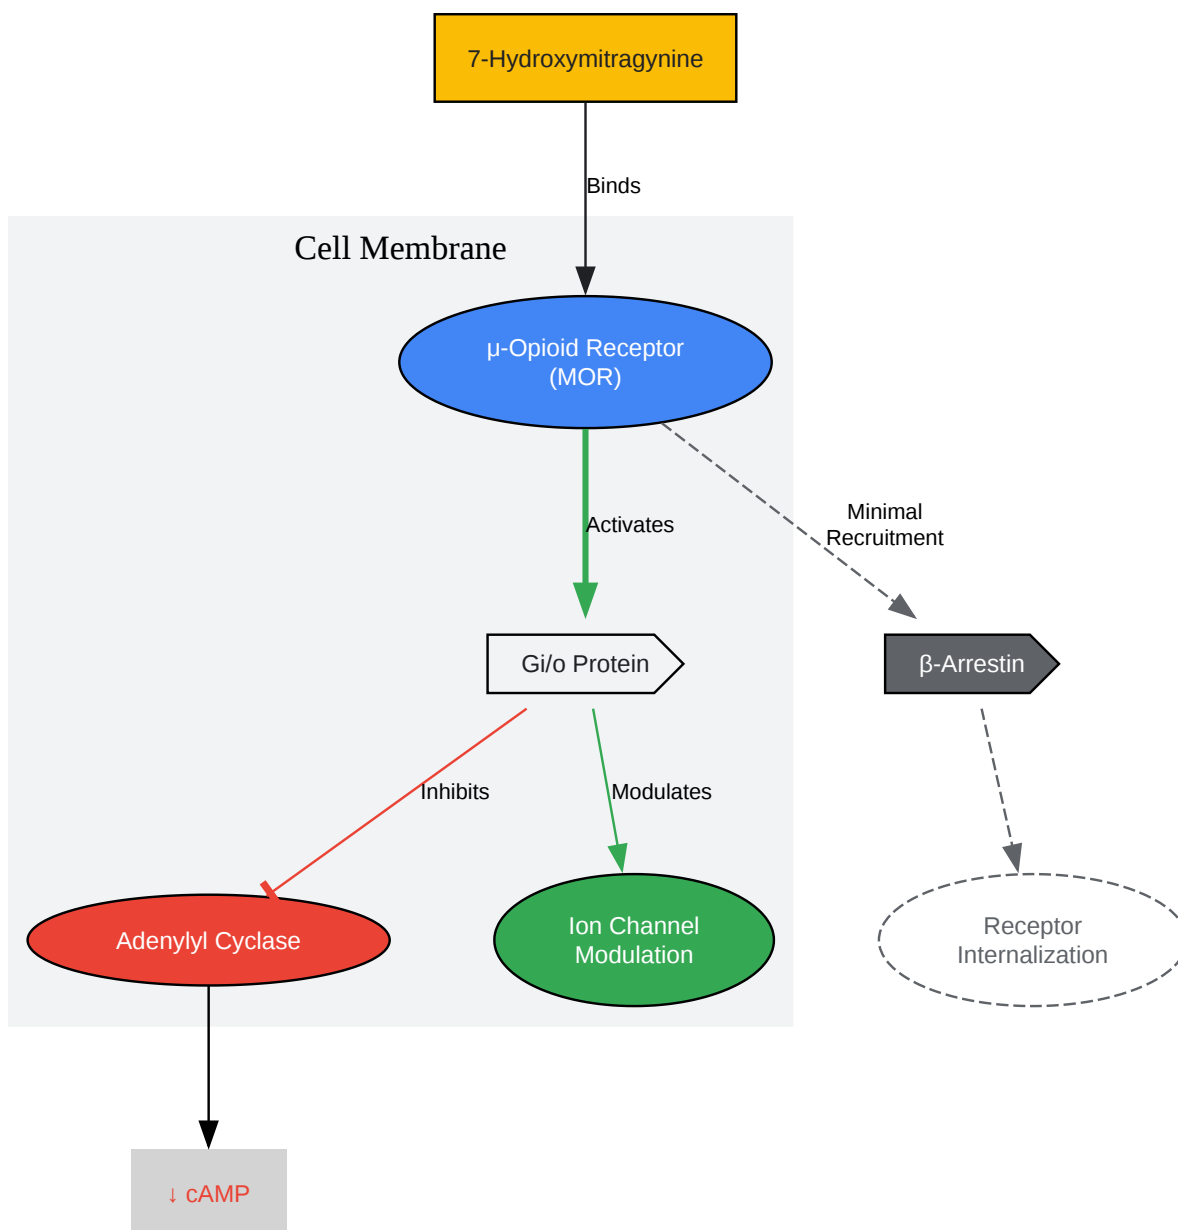 7-Hydroxymitragynine
Binds
Cell Membrane
μ-Opioid Receptor
(MOR)
Activates
Minimal
Recruitment
Gi/o Protein
β-Arrestin
Inhibits
Modulates
Adenylyl Cyclase
Ion Channel
Modulation
Receptor
Internalization
↓ cAMP